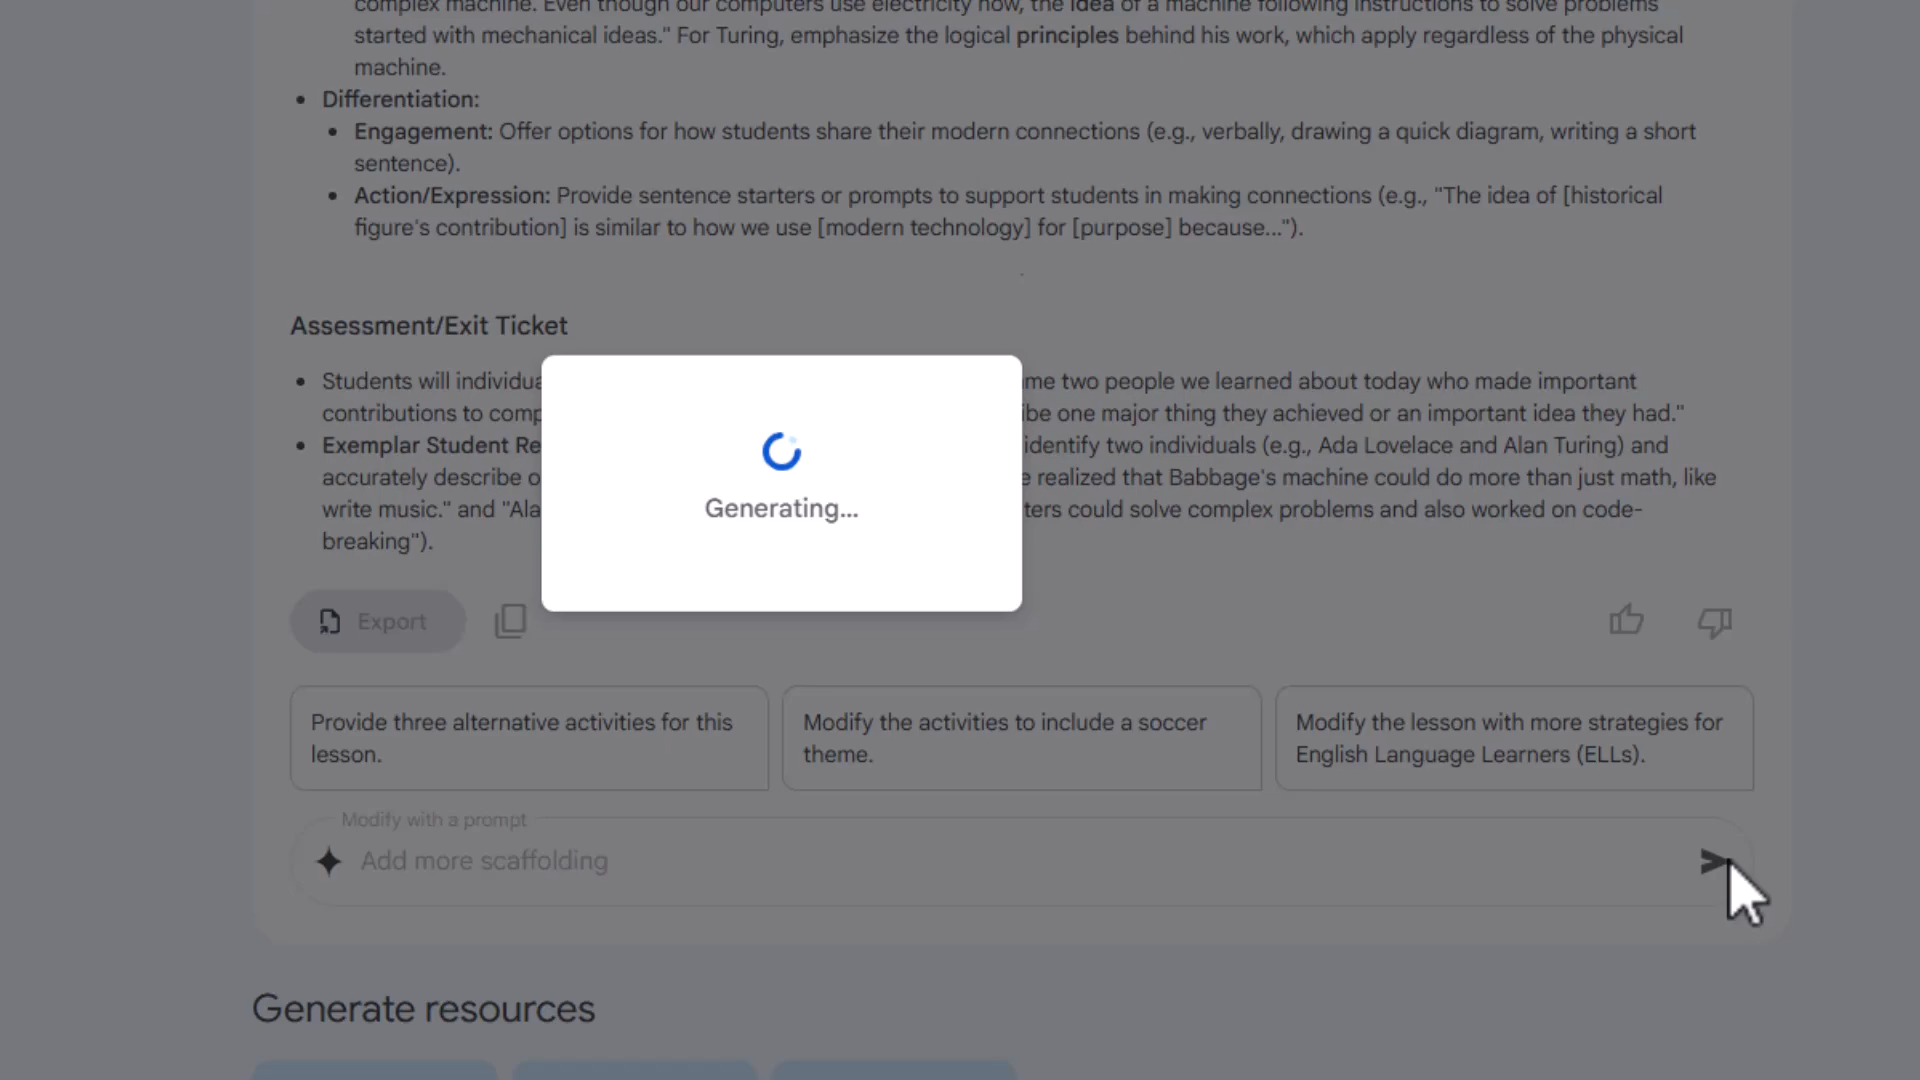 complex machine. Even though our computers use electricity now, the idea of a machine following instructions to solve problems
started with mechanical ideas." For Turing, emphasize the logical principles behind his work, which apply regardless of the physical
machine.
• Differentiation:
• Engagement: Offer options for how students share their modern connections (e.g., verbally, drawing a quick diagram, writing a short
sentence).
• Action/Expression: Provide sentence starters or prompts to support students in making connections (e.g., "The idea of [historical
figure's contribution] is similar to how we use [modern technology] for [purpose] because...").
Assessment/Exit Ticket
• Students will individua me two people we learned about today who made important
contributions to comp ibe one major thing they achieved or an important idea they had."
• Exemplar Student Re identify two individuals (e.g., Ada Lovelace and Alan Turing) and
accurately describe o e realized that Babbage's machine could do more than just math, like
write music." and "Ala ters could solve complex problems and also worked on code-
breaking").
Generating...
Export
Provide three alternative activities for this
lesson.
Modify the activities to include a soccer
theme.
Modify the lesson with more strategies for
English Language Learners (ELLs).
Modify with a prompt
Add more scaffolding
Generate resources